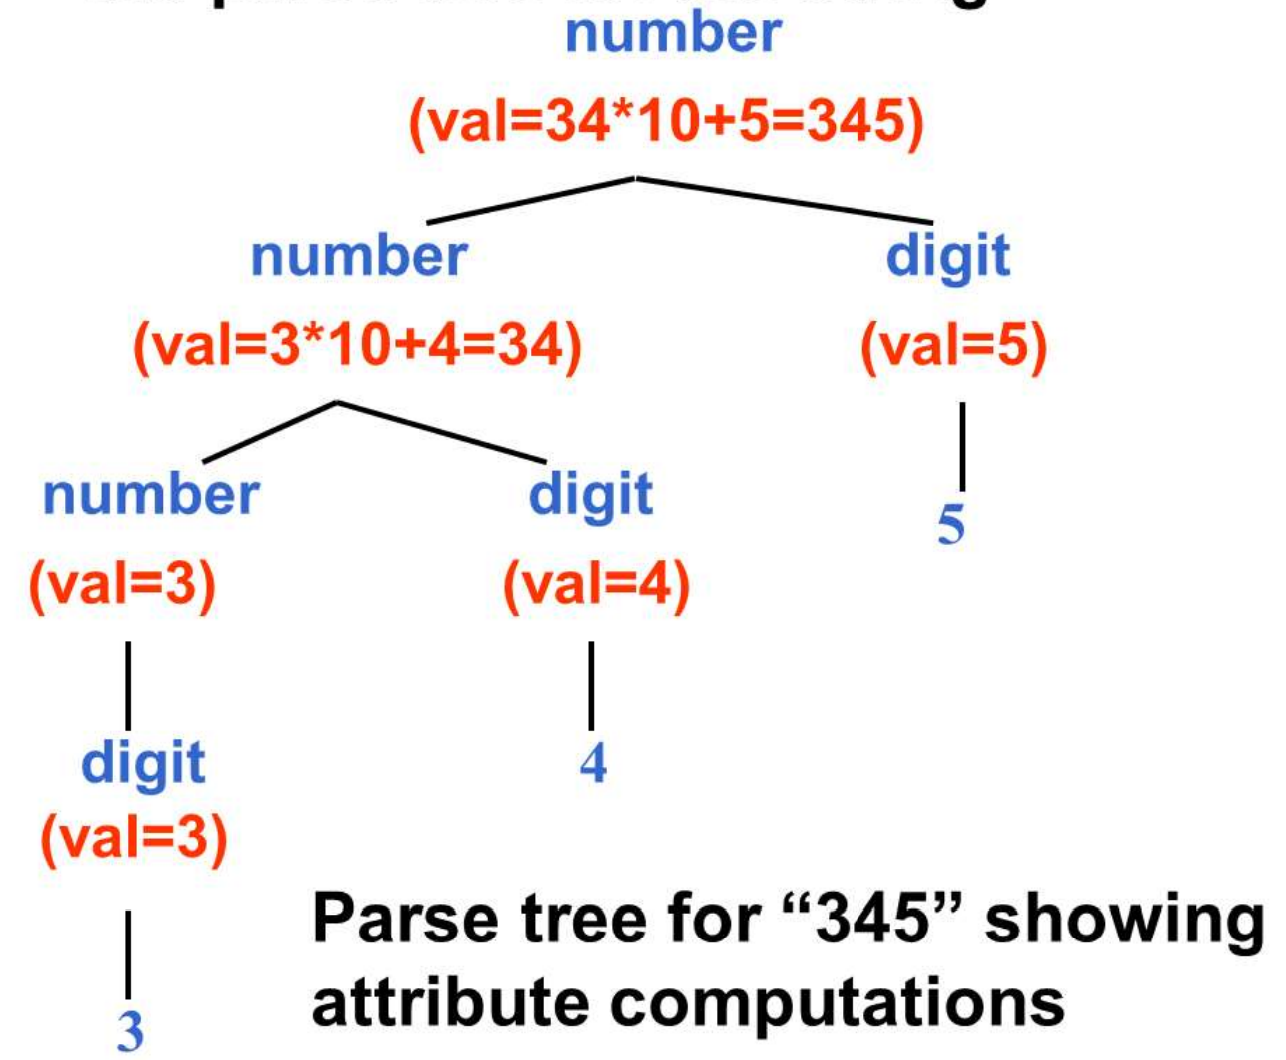 number
(val=34*10+5=345)
number digit
(val=3*10+4=34) (val=5)
number digit 5
(val=3) (val=4)
digit 4
(val=3)
Parse tree for “345” showing
attribute computations
3